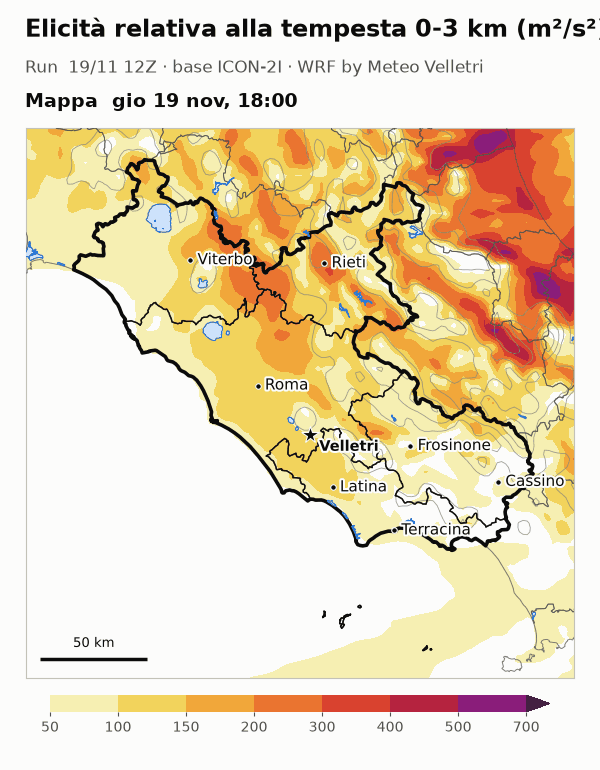 Elicità relativa alla tempesta 0-3 km (m²/s²)
Run 19/11 12Z · base ICON-2I · WRF by Meteo Velletri
Mappa gio 19 nov, 18:00
Viterbo
Rieti
Roma
Velletri
Frosinone
Cassino
Latina
Terracina
50 km
50 100 150 200 300 400 500 700